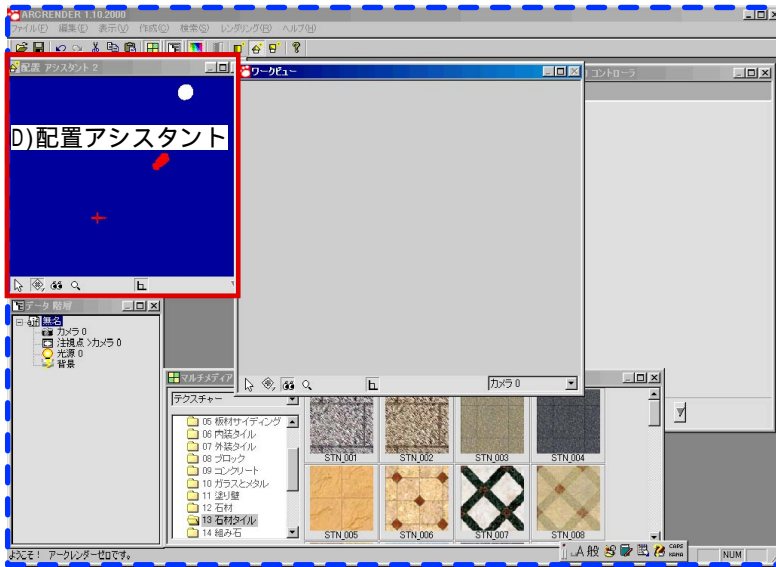 ARCRENDER 1.10.2000
ファイル(F) 編集(E) 表示(V) 作成(C) 検索(S) レンダリング(R) ヘルプ(H)
配置 アシスタント 2
ワークビュー
コントローラ
D)配置アシスタント
データ 階層
無名
カメラ 0
注視点 >カメラ 0
光源 0
背景
カメラ 0
マルチメディア
テクスチャー
05 板材サイディング
06 内装タイル
07 外装タイル
08 ブロック
09 コンクリート
10 ガラスとメタル
11 塗り壁
12 石材
13 石材タイル
14 組み石
STN_001 STN_002 STN_003 STN_004
STN_005 STN_006 STN_007 STN_008
ようこそ！ アークレンダーゼロです。
A 般
CAPS
KANA
NUM